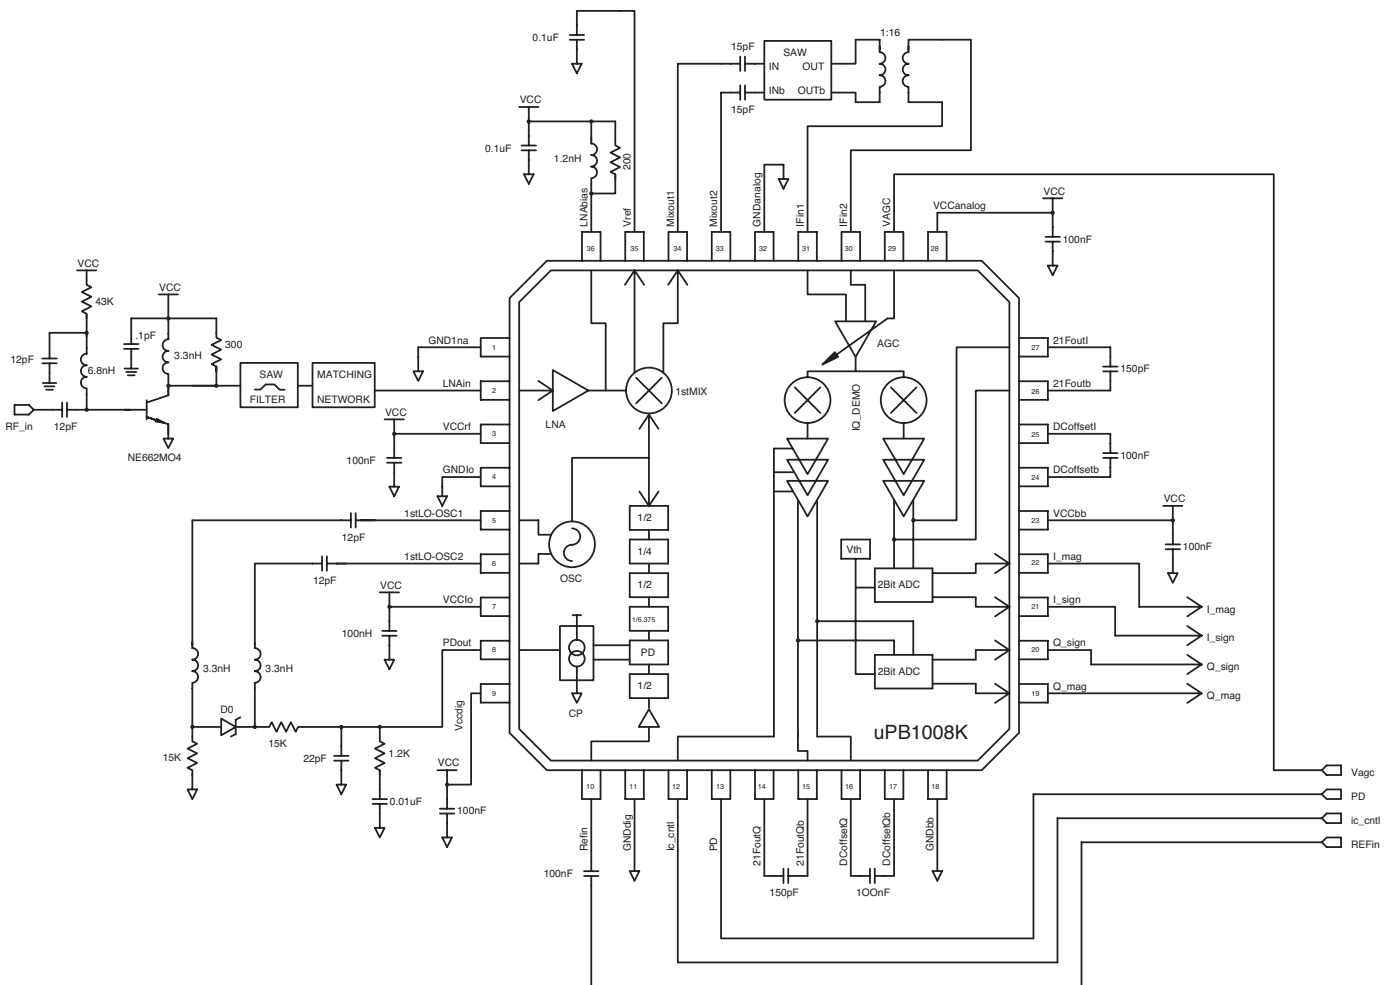 0.1uF
15pF
15pF
SAW
IN OUT
INb OUTb
1:16
VCC
0.1uF
1.2nH
200
LNAbias
Vref
Mixout1
Mixout2
GNDanalog
IFin1
IFin2
VAGC
VCCanalog
VCC
100nF
36
35
34
33
32
31
30
29
28
VCC
43K
12pF
6.8nH
VCC
.1pF
3.3nH
300
RF_in
12pF
NE662MO4
SAW
FILTER
MATCHING
NETWORK
GND1na
1
LNAin
2
VCC
VCCrf
3
100nF
GNDlo
4
1stLO-OSC1
5
12pF
1stLO-OSC2
6
12pF
VCC
VCClo
7
100nH
PDout
8
Vccdig
9
3.3nH
3.3nH
D0
15K
15K
22pF
1.2K
0.01uF
VCC
100nF
LNA
1stMIX
OSC
1/2
1/4
1/2
1/6.375
PD
1/2
CP
AGC
IQ_DEMO
Vth
2Bit ADC
2Bit ADC
uPB1008K
27
21FoutI
150pF
26
21Foutb
25
DCoffsetI
100nF
24
DCoffsetb
23
VCCbb
VCC
100nF
22
I_mag
21
I_sign
20
Q_sign
19
Q_mag
I_mag
I_sign
Q_sign
Q_mag
10
11
12
13
14
15
16
17
18
Refin
GNDdig
Ic_cntl
PD
21FoutQ
21FoutQb
DCoffsetQ
DCoffsetQb
GNDbb
100nF
150pF
1OOnF
Vagc
PD
ic_cntl
REFin